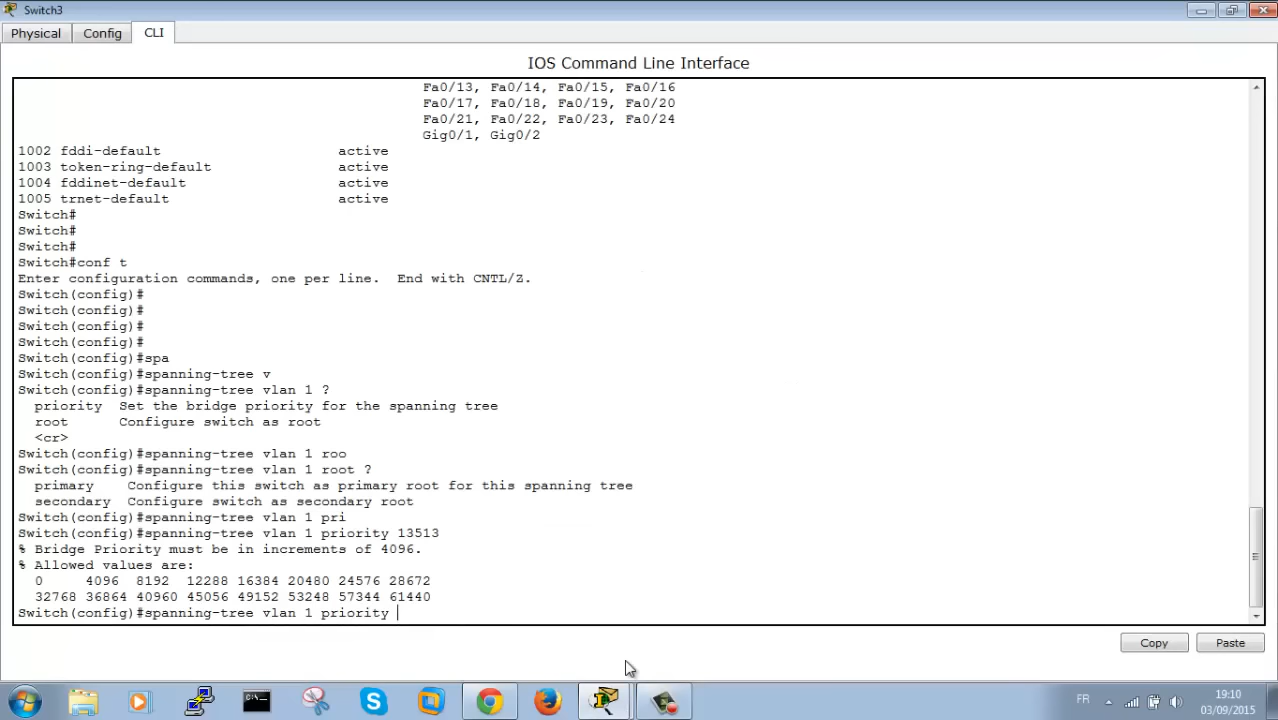 Switch3
Physical Config CLI
IOS Command Line Interface
Fa0/13, Fa0/14, Fa0/15, Fa0/16
Fa0/17, Fa0/18, Fa0/19, Fa0/20
Fa0/21, Fa0/22, Fa0/23, Fa0/24
Gig0/1, Gig0/2
1002 fddi-default active
1003 token-ring-default active
1004 fddinet-default active
1005 trnet-default active
Switch#
Switch#
Switch#
Switch#conf t
Enter configuration commands, one per line. End with CNTL/Z.
Switch(config)#
Switch(config)#
Switch(config)#
Switch(config)#
Switch(config)#spa
Switch(config)#spanning-tree v
Switch(config)#spanning-tree vlan 1 ?
priority Set the bridge priority for the spanning tree
root Configure switch as root
<cr>
Switch(config)#spanning-tree vlan 1 roo
Switch(config)#spanning-tree vlan 1 root ?
primary Configure this switch as primary root for this spanning tree
secondary Configure switch as secondary root
Switch(config)#spanning-tree vlan 1 pri
Switch(config)#spanning-tree vlan 1 priority 13513
% Bridge Priority must be in increments of 4096.
% Allowed values are:
0 4096 8192 12288 16384 20480 24576 28672
32768 36864 40960 45056 49152 53248 57344 61440
Switch(config)#spanning-tree vlan 1 priority
Copy Paste
FR 19:10
03/09/2015